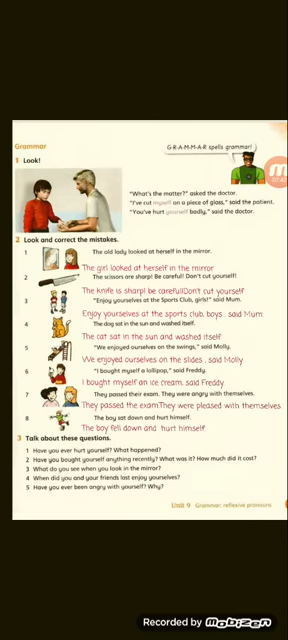 Grammar
G-R-A-M-M-A-R spells grammar!
1 Look!
"What's the matter?" asked the doctor.
"I've cut myself on a piece of glass," said the patient.
"You've hurt yourself badly," said the doctor.
2 Look and correct the mistakes.
1 The old lady looked at herself in the mirror.
The girl looked at herself in the mirror
2 The scissors are sharp! Be careful! Don't cut yourself!
The knife is sharp! be careful!Don't cut yourself
3 "Enjoy yourselves at the Sports Club, girls!" said Mum.
Enjoy yourselves at the sports club, boys . said Mum
4 The dog sat in the sun and washed itself.
The cat sat in the sun and washed itself
5 "We enjoyed ourselves on the swings," said Molly.
We enjoyed ourselves on the slides , said Molly
6 "I bought myself a lollipop," said Freddy.
I bought myself an ice cream, said Freddy
7 They passed their exam. They were angry with themselves.
They passed the exam.They were pleased with themselves
8 The boy sat down and hurt himself.
The boy fell down and hurt himself
3 Talk about these questions.
1 Have you ever hurt yourself? What happened?
2 Have you bought yourself anything recently? What was it? How much did it cost?
3 What do you see when you look in the mirror?
4 When did you and your friends last enjoy yourselves?
5 Have you ever been angry with yourself? Why?
Unit 9 Grammar: reflexive pronouns
Recorded by mobizen